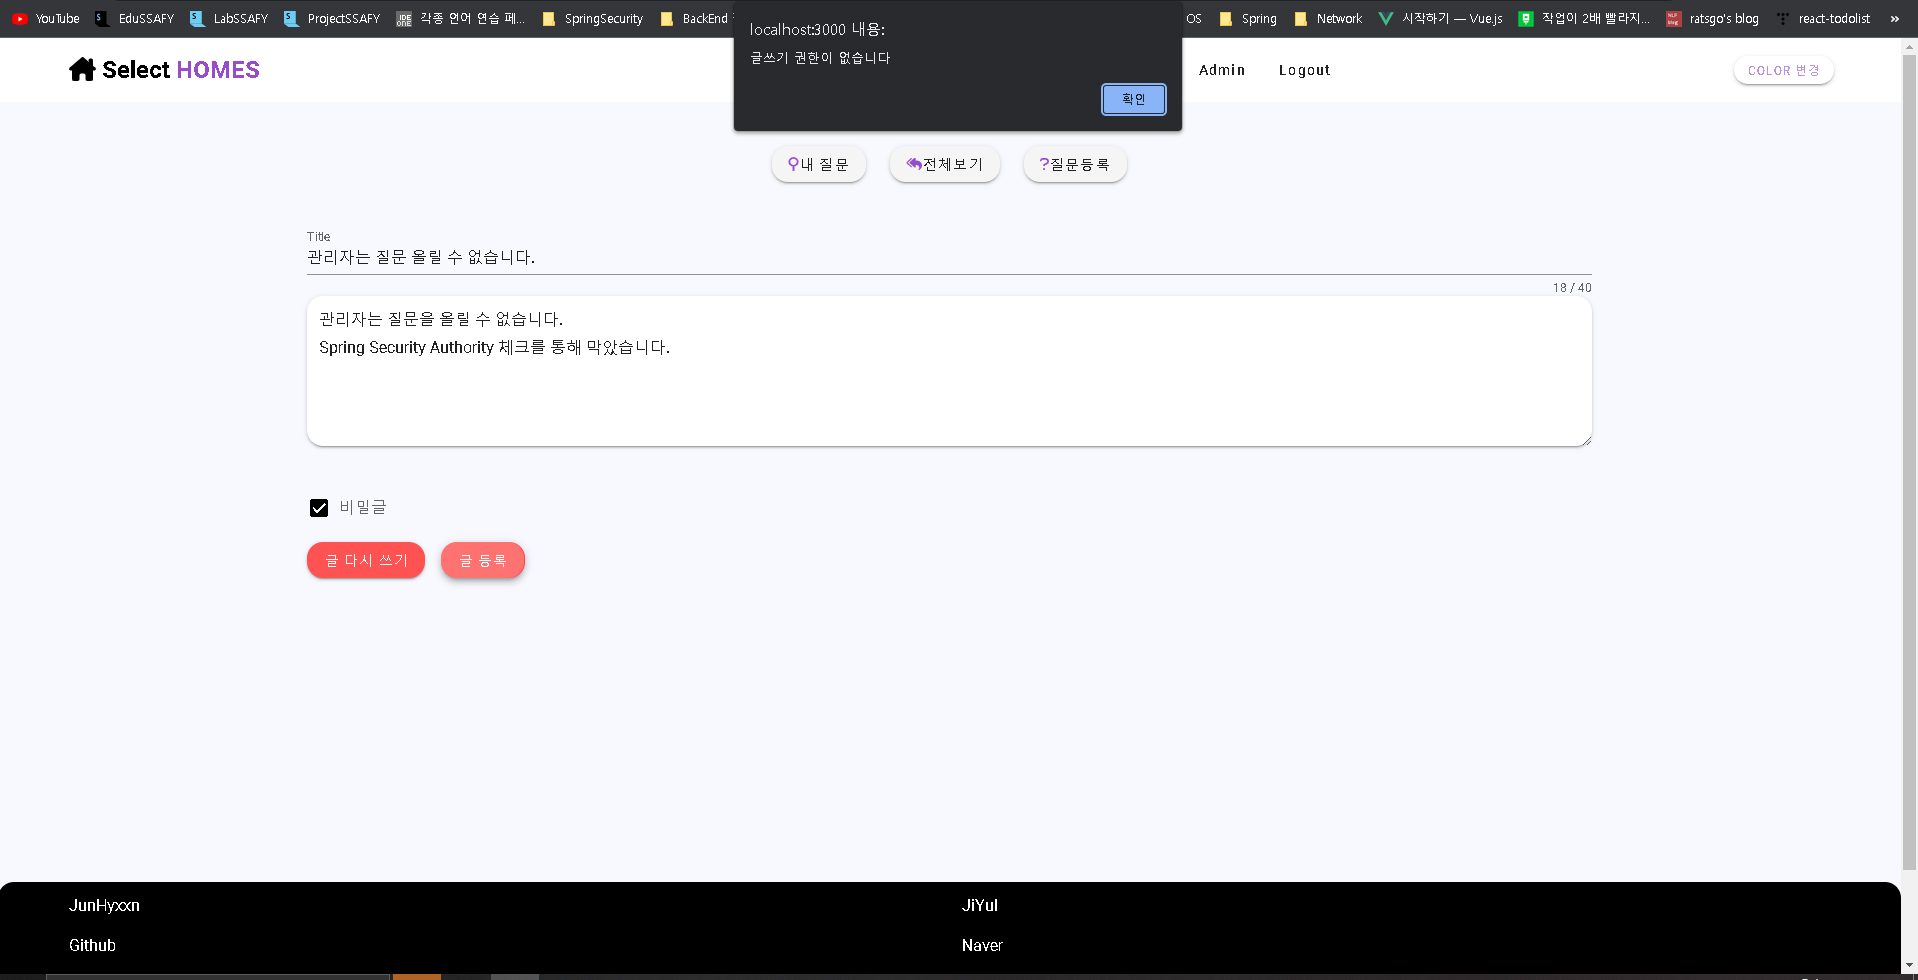 YouTube EduSSAFY LabSSAFY ProjectSSAFY 각종 언어 연습 페... SpringSecurity BackEnd OS Spring Network 시작하기 — Vue.js 작업이 2배 빨라지... ratsgo's blog react-todolist »
localhost:3000 내용:
글쓰기 권한이 없습니다
확인
Select HOMES Admin Logout COLOR 변경
내 질문 전체보기 ?질문등록
Title
관리자는 질문 올릴 수 없습니다.
18 / 40
관리자는 질문을 올릴 수 없습니다.
Spring Security Authority 체크를 통해 막았습니다.
비밀글
글 다시 쓰기 글 등록
JunHyxxn JiYul
Github Naver